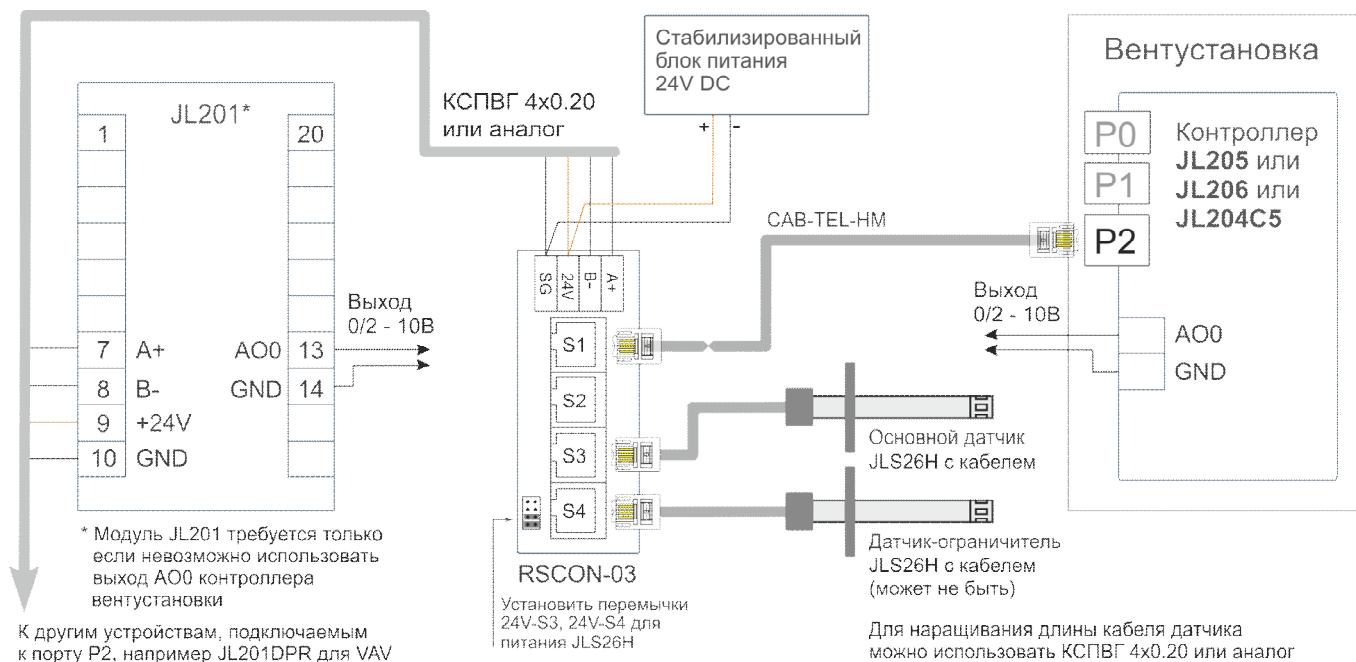 Стабилизированный
блок питания
24V DC
+ -
Вентустановка
JL201*
1
20
КСПВГ 4x0.20
или аналог
P0
P1
P2
Контроллер
JL205 или
JL206 или
JL204C5
CAB-TEL-HM
SG
24V
B-
A+
Выход
0/2 - 10В
Выход
0/2 - 10В
7 A+
8 B-
9 +24V
10 GND
AO0 13
GND 14
S1
S2
S3
S4
AO0
GND
Основной датчик
JLS26H с кабелем
Датчик-ограничитель
JLS26H с кабелем
(может не быть)
* Модуль JL201 требуется только
если невозможно использовать
выход AO0 контроллера
вентустановки
RSCON-03
Установить перемычки
24V-S3, 24V-S4 для
питания JLS26H
К другим устройствам, подключаемым
к порту P2, например JL201DPR для VAV
Для наращивания длины кабеля датчика
можно использовать КСПВГ 4x0.20 или аналог